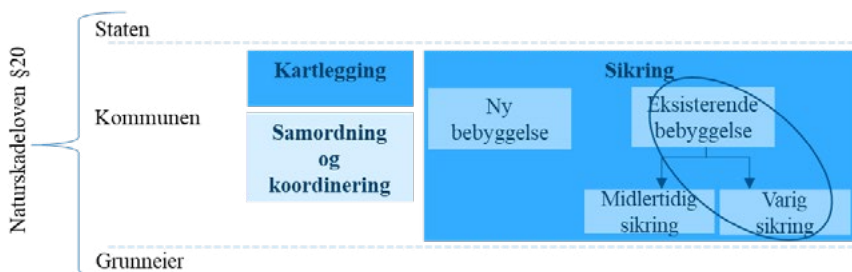 Naturskadeloven §20
Staten
Kommunen
Grunneier
Kartlegging
Samordning
og
koordinering
Sikring
Ny
bebyggelse
Eksisterende
bebyggelse
Midlertidig
sikring
Varig
sikring